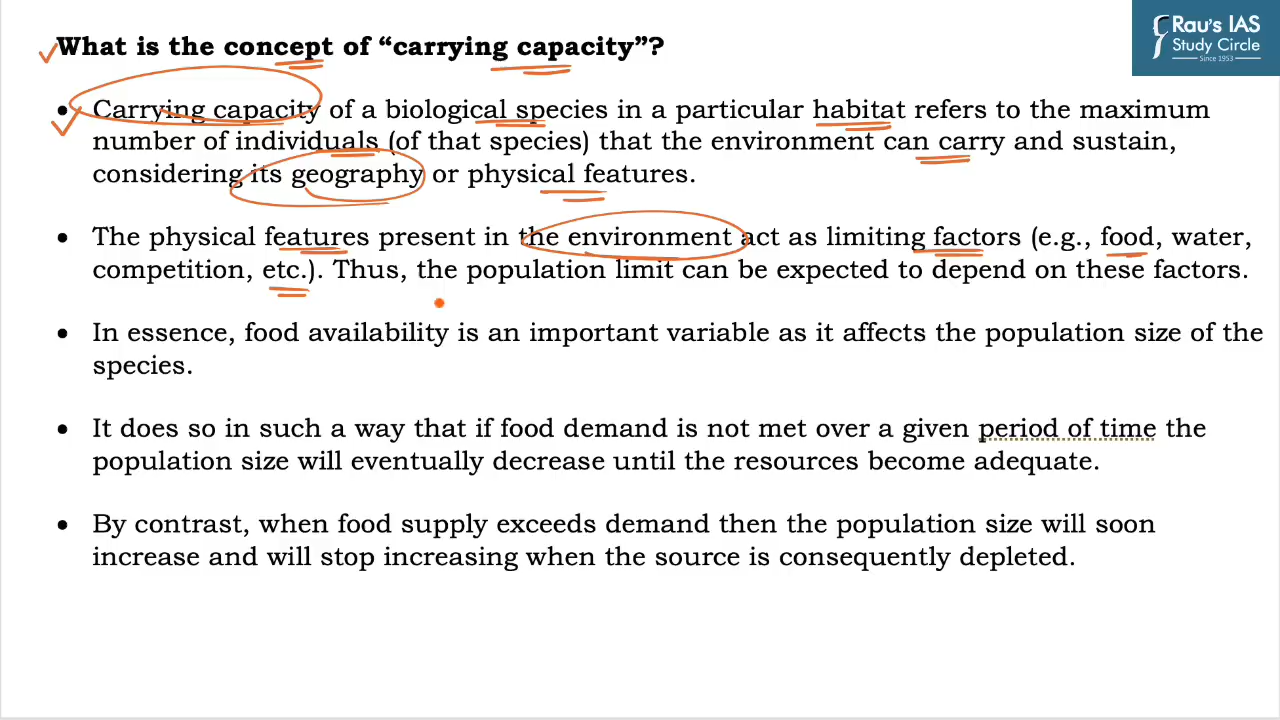 Rau's IAS
Study Circle
Since 1953
What is the concept of “carrying capacity”?
• Carrying capacity of a biological species in a particular habitat refers to the maximum
number of individuals (of that species) that the environment can carry and sustain,
considering its geography or physical features.
• The physical features present in the environment act as limiting factors (e.g., food, water,
competition, etc.). Thus, the population limit can be expected to depend on these factors.
• In essence, food availability is an important variable as it affects the population size of the
species.
• It does so in such a way that if food demand is not met over a given period of time the
population size will eventually decrease until the resources become adequate.
• By contrast, when food supply exceeds demand then the population size will soon
increase and will stop increasing when the source is consequently depleted.